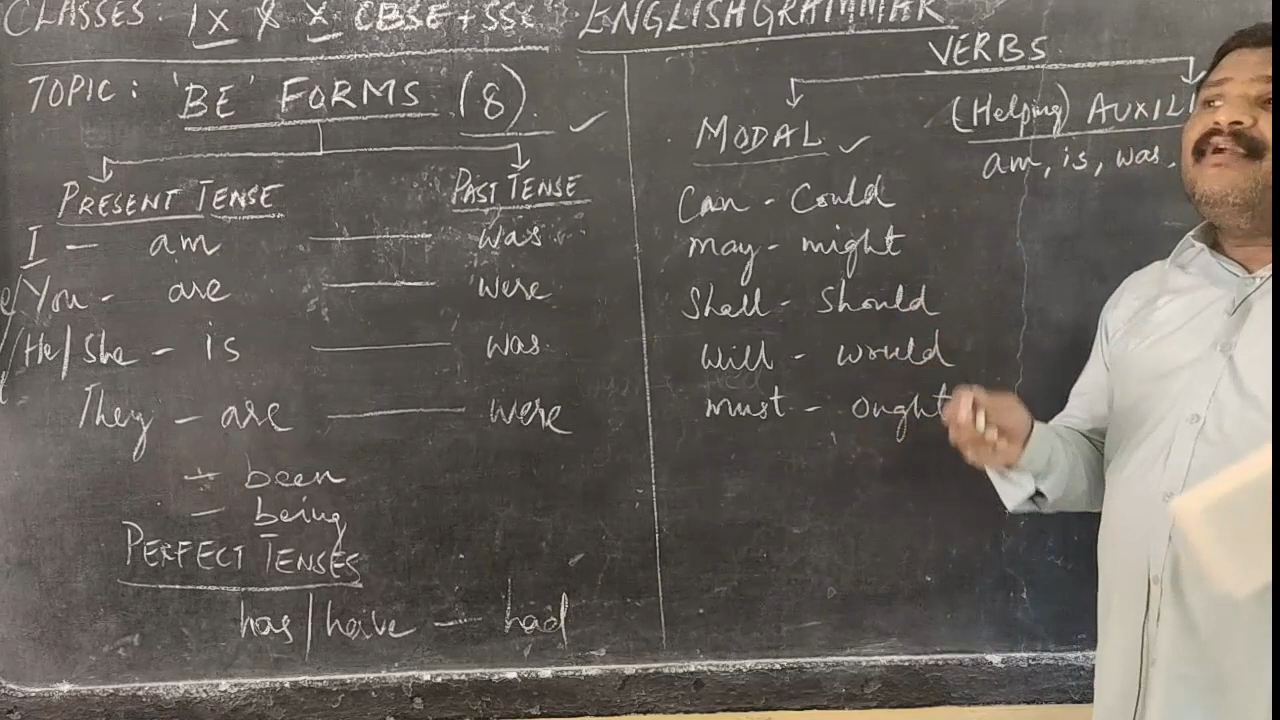 CLASSES: IX & X CBSE + SSC ENGLISH GRAMMAR
TOPIC: 'BE' FORMS (8)
PRESENT TENSE PAST TENSE
I - am — was
You - are — were
He/She - is — was
They - are — were
- been
- being
PERFECT TENSES
has/have — had
VERBS
MODAL
Can - Could
may - might
Shall - Should
will - would
must - Ought
(Helping) AUXILI
am, is, was,